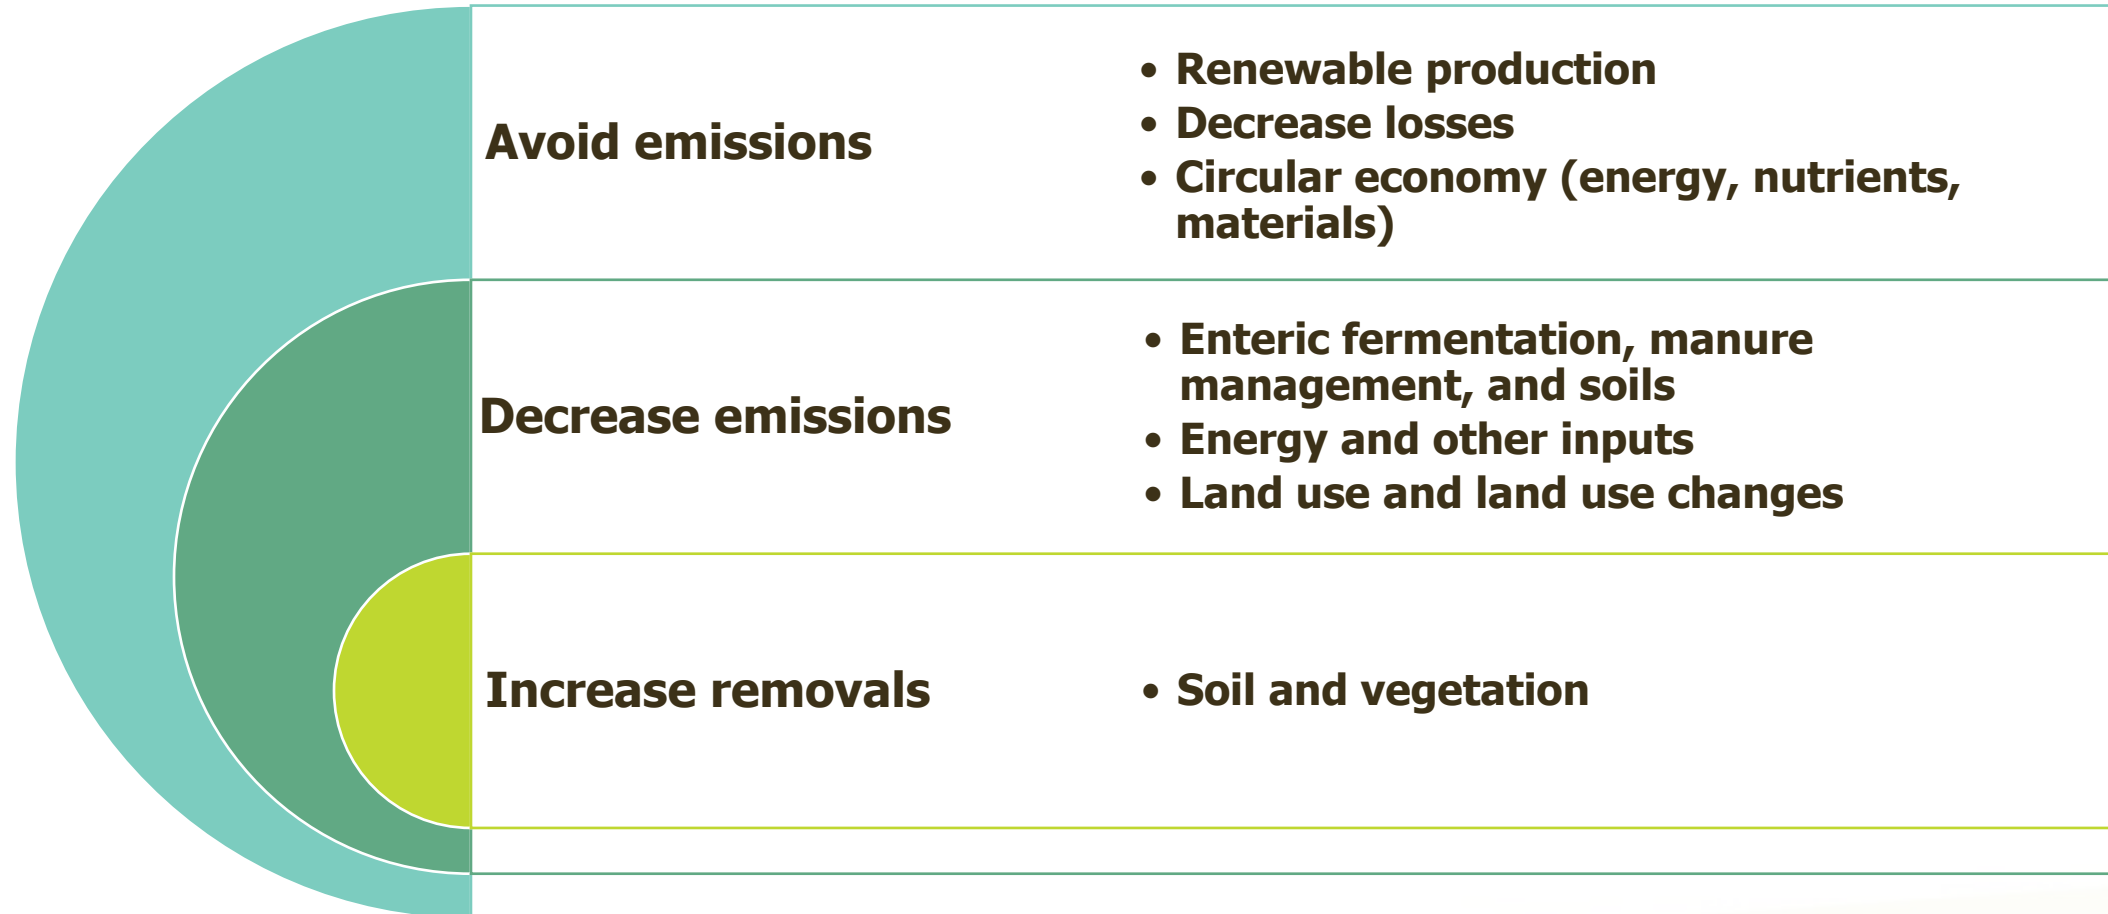 Avoid emissions
• Renewable production
• Decrease losses
• Circular economy (energy, nutrients,
materials)
Decrease emissions
• Enteric fermentation, manure
management, and soils
• Energy and other inputs
• Land use and land use changes
Increase removals
• Soil and vegetation